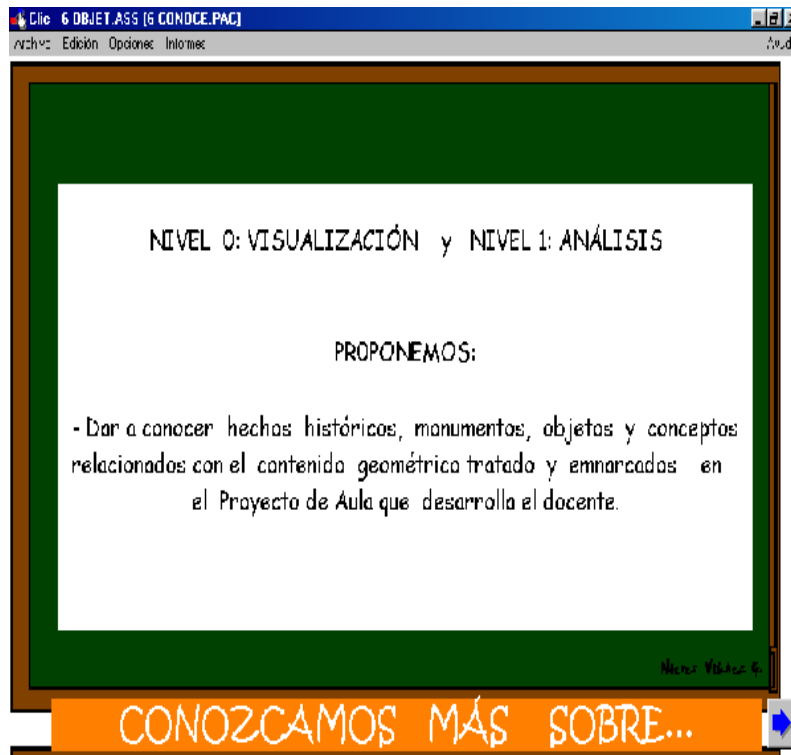 Clic 6 OBJET.ASS [6 CONOCE.PAC]
Archivo Edición Opciones Informes
NIVEL 0: VISUALIZACIÓN y NIVEL 1: ANÁLISIS
PROPONEMOS:
- Dar a conocer hechos históricos, monumentos, objetos y conceptos
relacionados con el contenido geométrico tratado y emnarcados en
el Proyecto de Aula que desarrolla el docente.
CONOZCAMOS MÁS SOBRE...